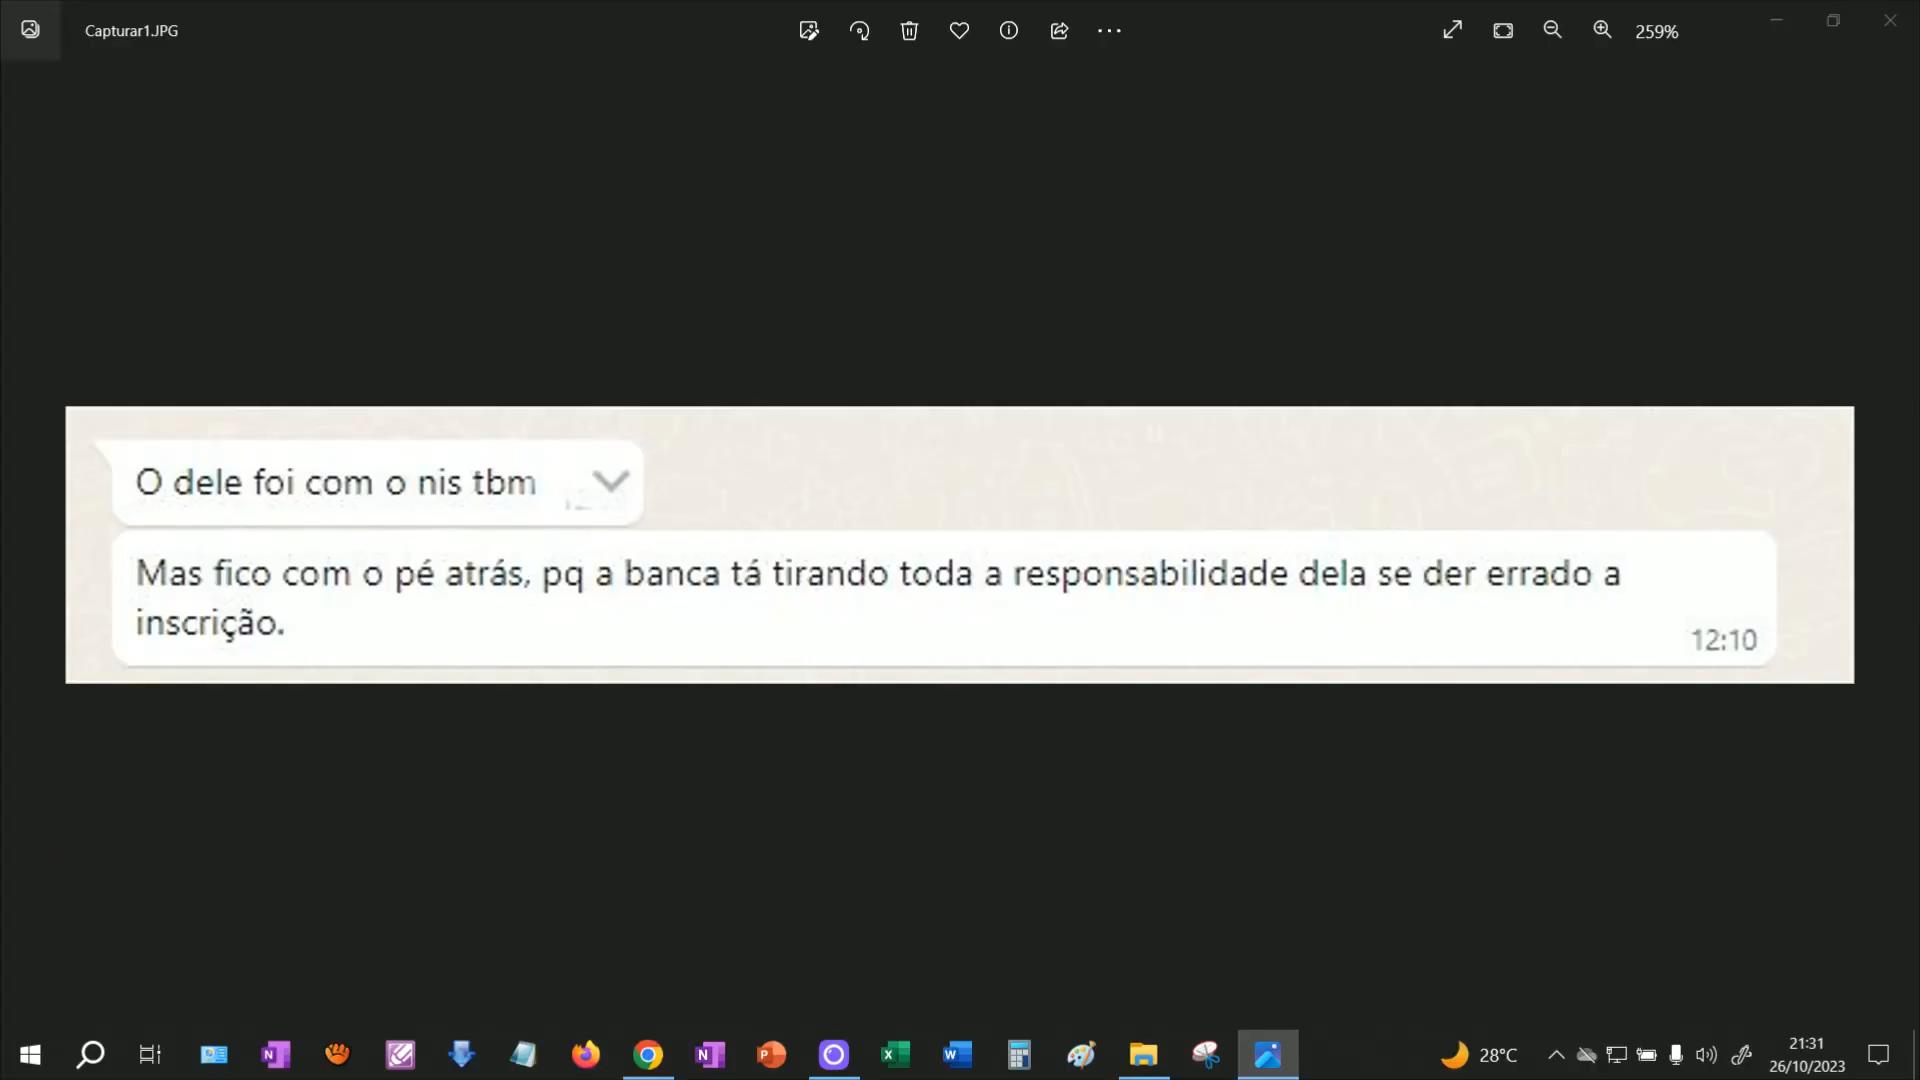 Capturar1.JPG
259%
O dele foi com o nis tbm
Mas fico com o pé atrás, pq a banca tá tirando toda a responsabilidade dela se der errado a
inscrição.
12:10
28°C
21:31
26/10/2023